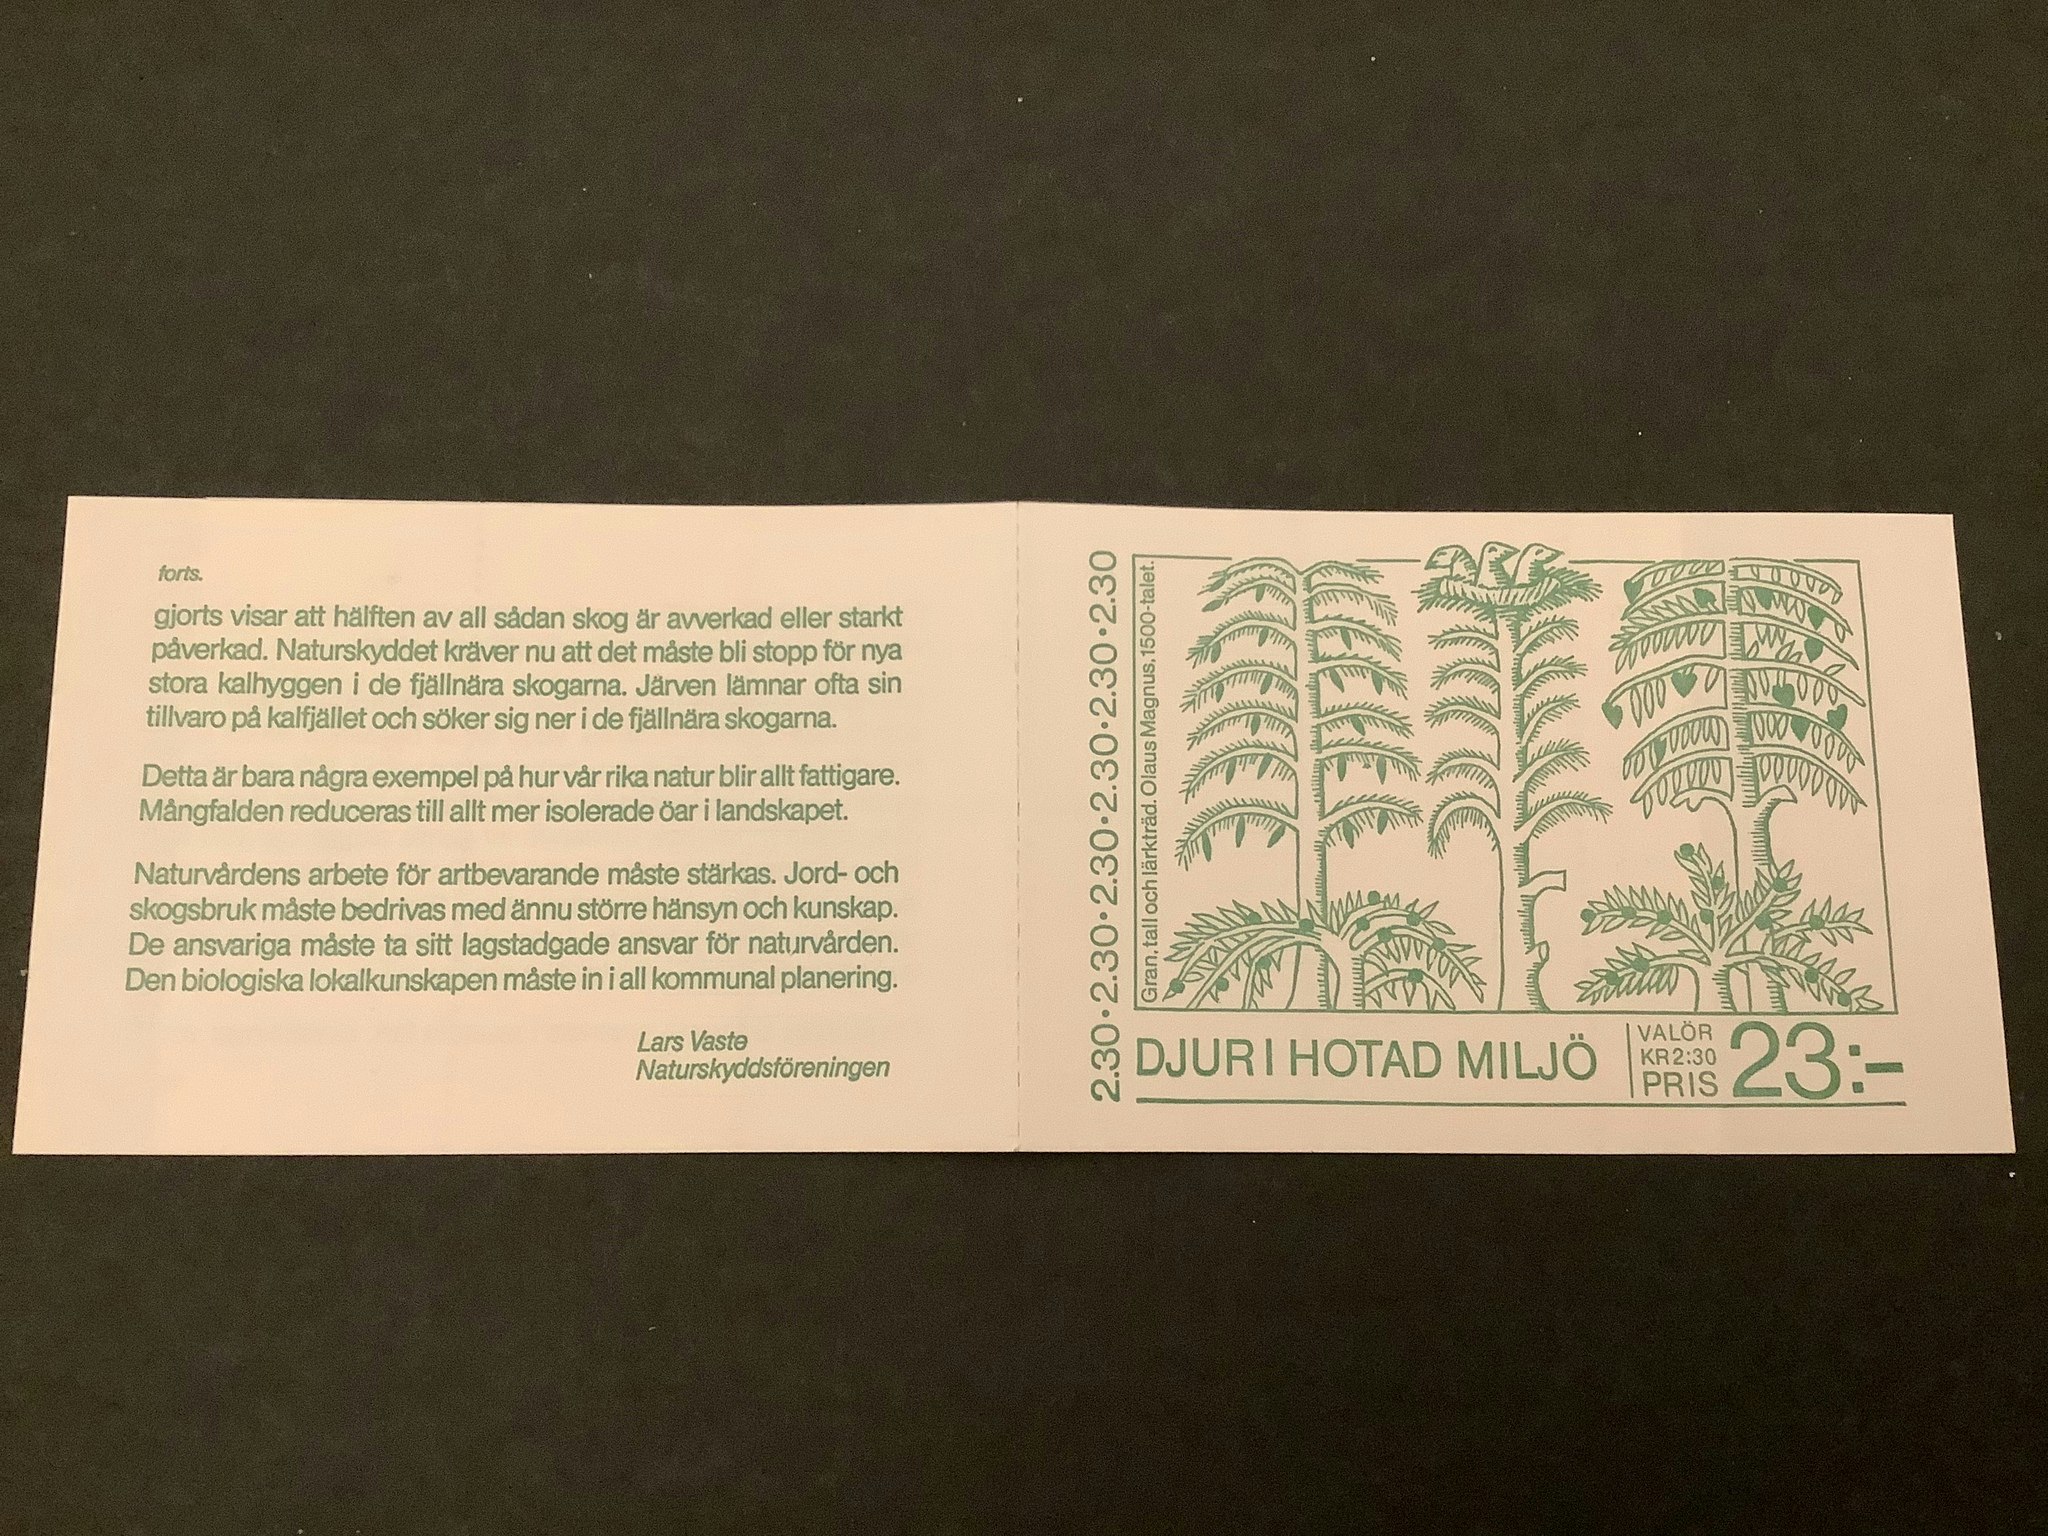 forts.
gjorts visar att hälften av all sådan skog är avverkad eller starkt
påverkad. Naturskyddet kräver nu att det måste bli stopp för nya
stora kalhyggen i de fjällnära skogarna. Järven lämnar ofta sin
tillvaro på kalfjället och söker sig ner i de fjällnära skogarna.
Detta är bara några exempel på hur vår rika natur blir allt fattigare.
Mångfalden reduceras till allt mer isolerade öar i landskapet.
Naturvårdens arbete för artbevarande måste stärkas. Jord- och
skogsbruk måste bedrivas med ännu större hänsyn och kunskap.
De ansvariga måste ta sitt lagstadgade ansvar för naturvården.
Den biologiska lokalkunskapen måste in i all kommunal planering.
Lars Vaste
Naturskyddsföreningen
2.30•2.30•2.30•2.30•2.30•2.30•2.30
Gran, tall och lärkträd. Olaus Magnus, 1500-talet.
DJUR I HOTAD MILJÖ
VALÖR
KR 2:30
PRIS 23:-